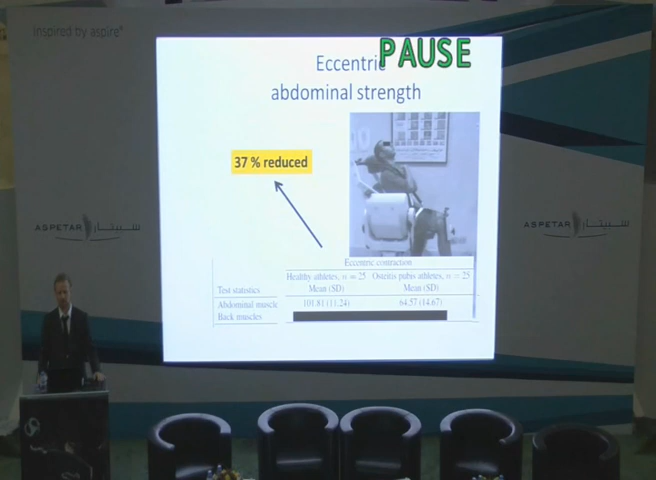 Inspired by aspire®
PAUSE
Eccentric
abdominal strength
37 % reduced
Eccentric contraction
Healthy athletes, n = 25 Osteitis pubis athletes, n = 25
Test statistics
Mean (SD) Mean (SD)
Abdominal muscle 101.81 (11.24) 64.57 (14.67)
Back muscles
ASPETAR سبيتار
ASPETAR سبيتار